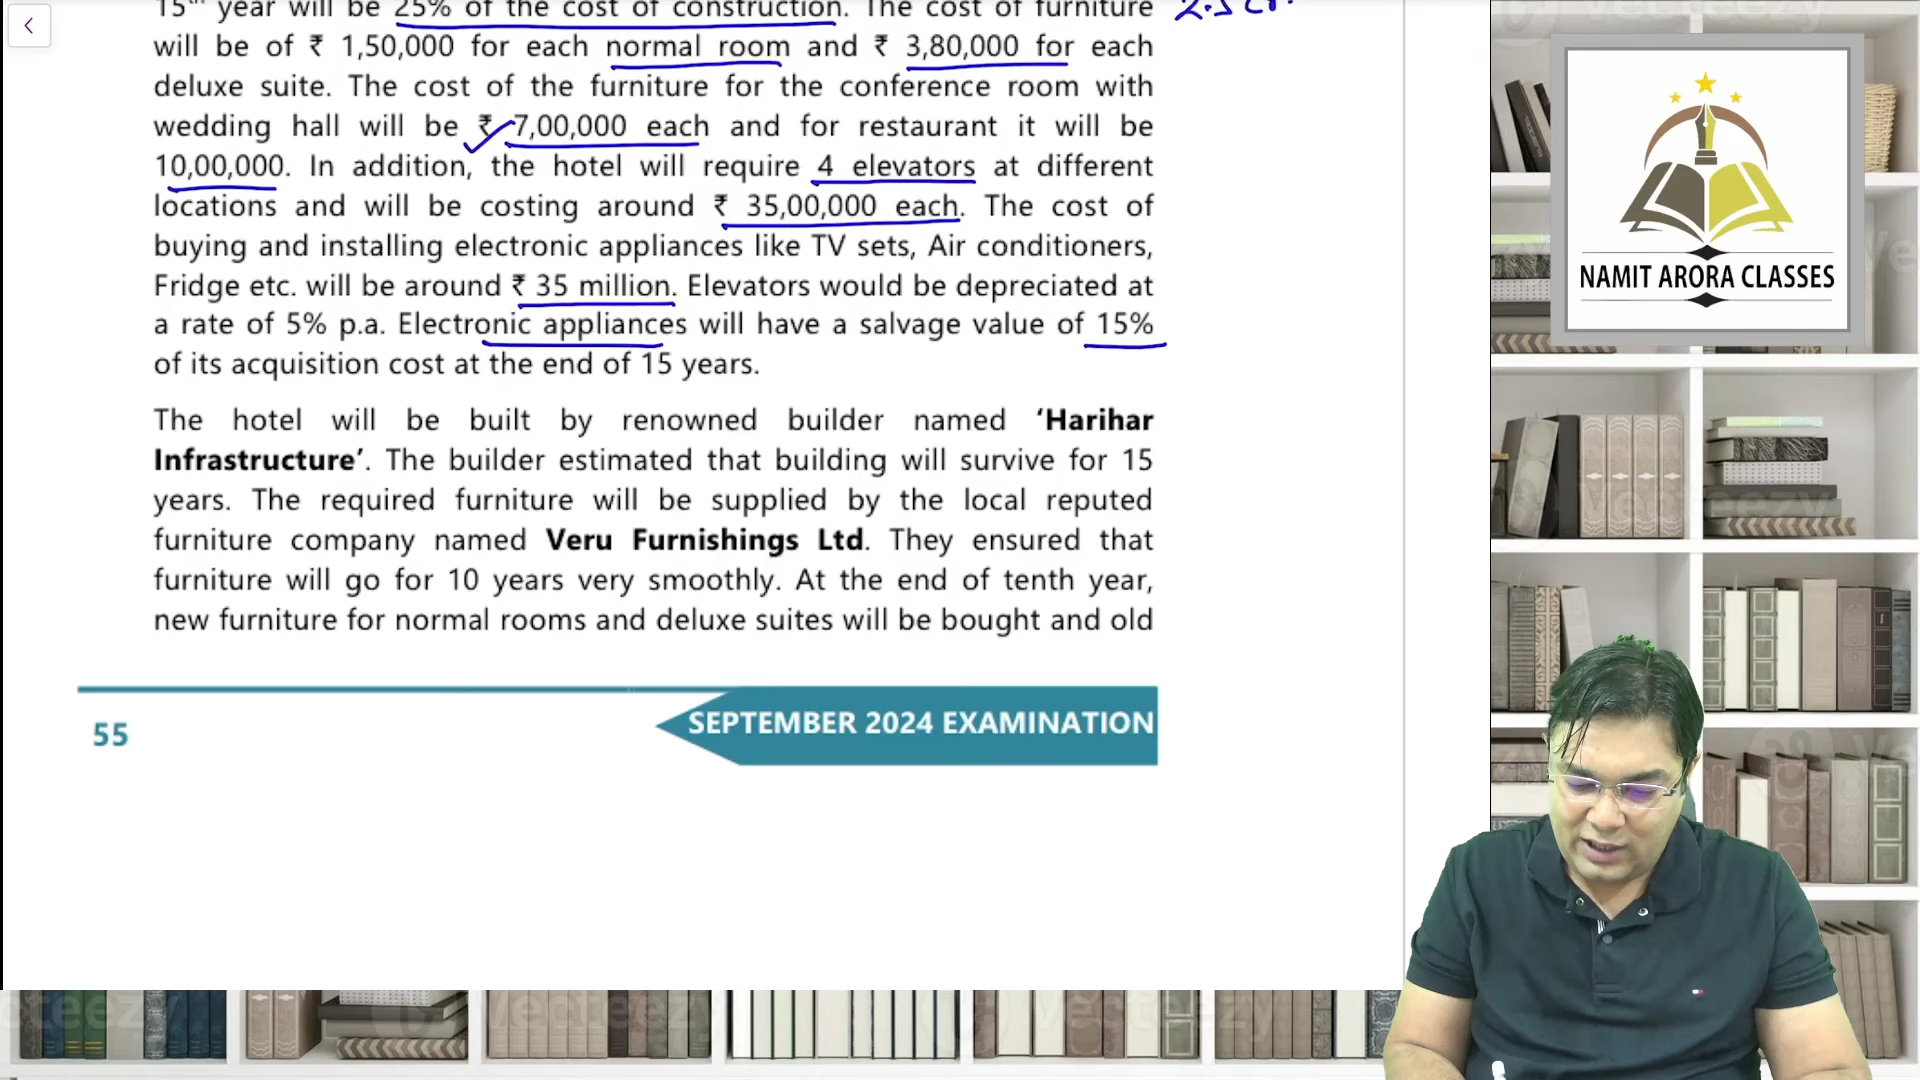 15th year will be 25% of the cost of construction. The cost of furniture
2.5 cr.
will be of ₹ 1,50,000 for each normal room and ₹ 3,80,000 for each
deluxe suite. The cost of the furniture for the conference room with
wedding hall will be ₹ 7,00,000 each and for restaurant it will be
10,00,000. In addition, the hotel will require 4 elevators at different
locations and will be costing around ₹ 35,00,000 each. The cost of
buying and installing electronic appliances like TV sets, Air conditioners,
Fridge etc. will be around ₹ 35 million. Elevators would be depreciated at
a rate of 5% p.a. Electronic appliances will have a salvage value of 15%
of its acquisition cost at the end of 15 years.
The hotel will be built by renowned builder named ‘Harihar
Infrastructure’. The builder estimated that building will survive for 15
years. The required furniture will be supplied by the local reputed
furniture company named Veru Furnishings Ltd. They ensured that
furniture will go for 10 years very smoothly. At the end of tenth year,
new furniture for normal rooms and deluxe suites will be bought and old
55
SEPTEMBER 2024 EXAMINATION
NAMIT ARORA CLASSES